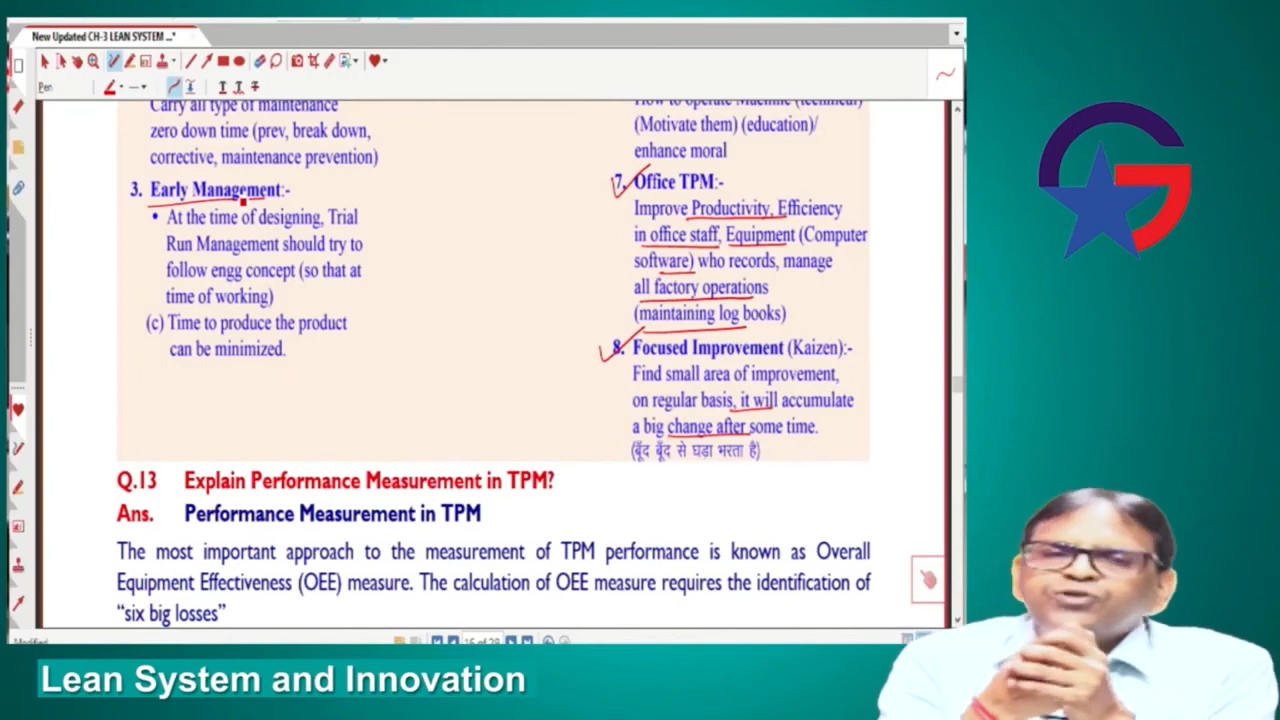 New Updated CH-3 LEAN SYSTEM ...*
Pen
Carry all type of maintenance
zero down time (prev, break down,
corrective, maintenance prevention)
3. Early Management:-
• At the time of designing, Trial
Run Management should try to
follow engg concept (so that at
time of working)
(c) Time to produce the product
can be minimized.
How to operate Machine (technical)
(Motivate them) (education)/
enhance moral
7. Office TPM:-
Improve Productivity, Efficiency
in office staff, Equipment (Computer
software) who records, manage
all factory operations
(maintaining log books)
8. Focused Improvement (Kaizen):-
Find small area of improvement,
on regular basis, it will accumulate
a big change after some time.
(बूँद बूँद से घडा भरता है)
Q.13 Explain Performance Measurement in TPM?
Ans. Performance Measurement in TPM
The most important approach to the measurement of TPM performance is known as Overall
Equipment Effectiveness (OEE) measure. The calculation of OEE measure requires the identification of
“six big losses”
Lean System and Innovation